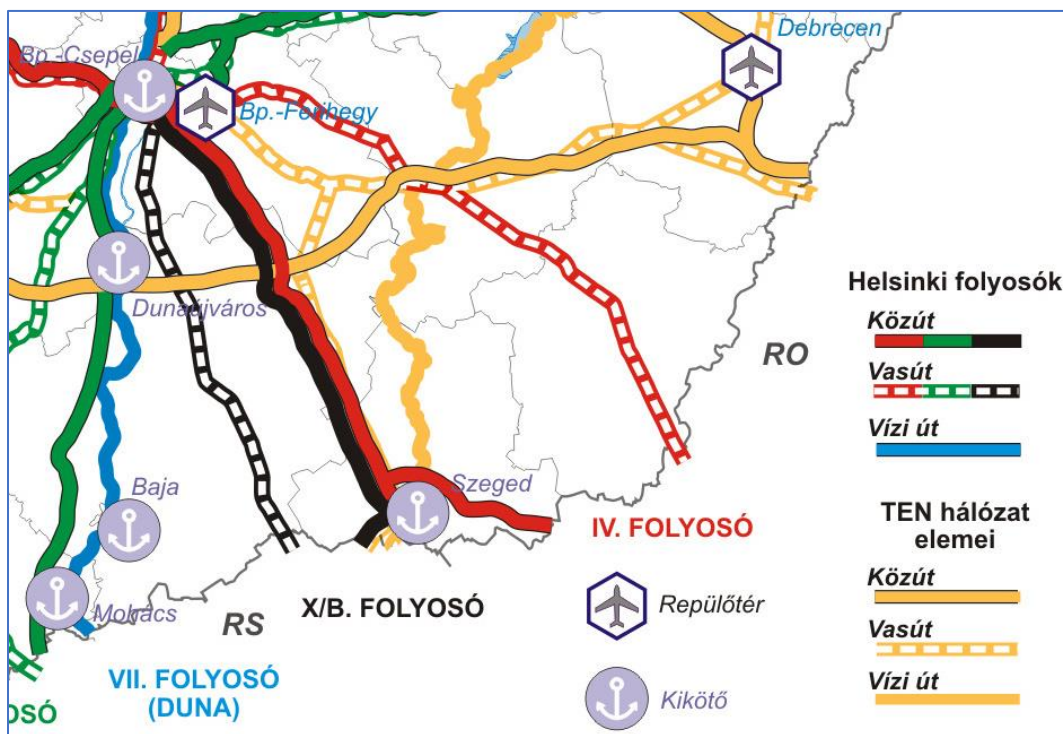 Debrecen
Bp.-Csepel
Bp.-Ferihegy
Dunaújváros
Helsinki folyosók
Közút
Vasút
Vízi út
RO
Baja
Szeged
TEN hálózat
elemei
Közút
Vasút
Vízi út
IV. FOLYOSÓ
Mohács
RS
X/B. FOLYOSÓ
Repülőtér
VII. FOLYOSÓ
(DUNA)
Kikötő
OSÓ